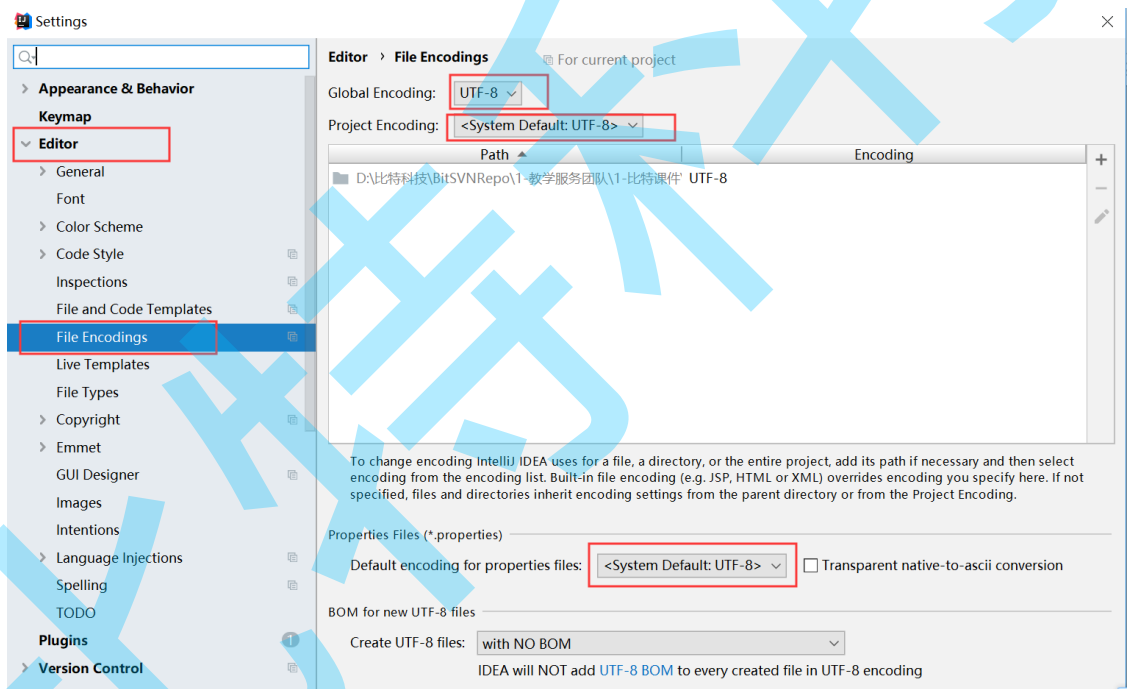 Settings
Appearance & Behavior
Keymap
Editor
General
Font
Color Scheme
Code Style
Inspections
File and Code Templates
File Encodings
Live Templates
File Types
Copyright
Emmet
GUI Designer
Images
Intentions
Language Injections
Spelling
TODO
Plugins 1
Version Control
Editor › File Encodings For current project
Global Encoding: UTF-8
Project Encoding: <System Default: UTF-8>
Path Encoding
D:\比特科技\BitSVNRepo\1-教学服务团队\1-比特课件' UTF-8
To change encoding IntelliJ IDEA uses for a file, a directory, or the entire project, add its path if necessary and then select
encoding from the encoding list. Built-in file encoding (e.g. JSP, HTML or XML) overrides encoding you specify here. If not
specified, files and directories inherit encoding settings from the parent directory or from the Project Encoding.
Properties Files (*.properties)
Default encoding for properties files: <System Default: UTF-8> Transparent native-to-ascii conversion
BOM for new UTF-8 files
Create UTF-8 files: with NO BOM
IDEA will NOT add UTF-8 BOM to every created file in UTF-8 encoding